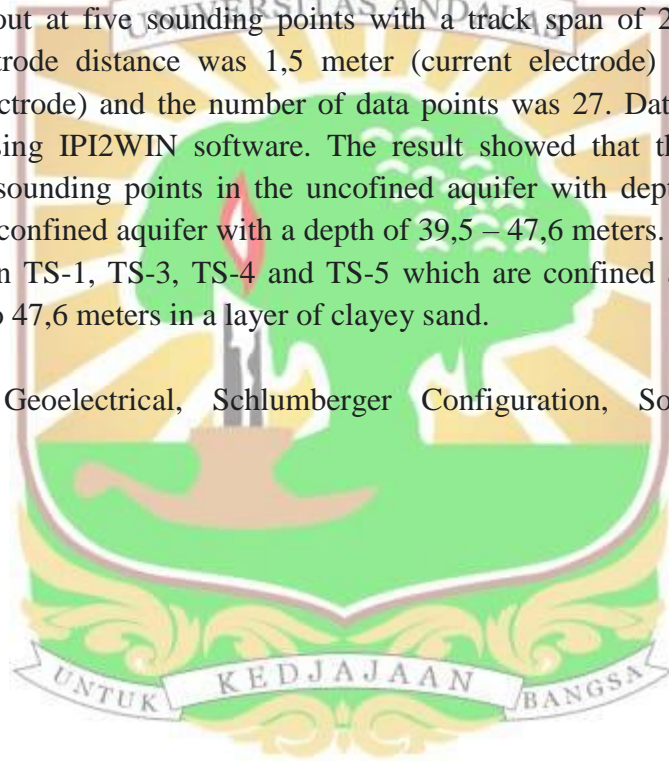 UNIVERSITAS ANDALAS
out at five sounding points with a track span of 2
trode distance was 1,5 meter (current electrode)
ectrode) and the number of data points was 27. Dat
sing IPI2WIN software. The result showed that th
sounding points in the uncofined aquifer with dept
confined aquifer with a depth of 39,5 – 47,6 meters.
n TS-1, TS-3, TS-4 and TS-5 which are confined a
o 47,6 meters in a layer of clayey sand.
Geoelectrical, Schlumberger Configuration, So
UNTUK KEDJAJAAN BANGSA